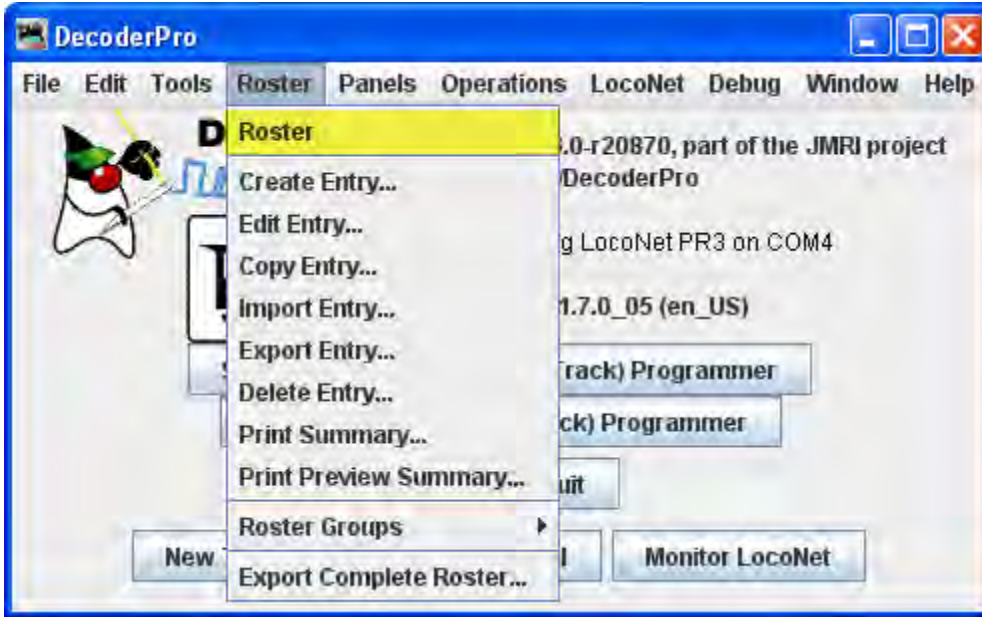 DecoderPro
File Edit Tools Roster Panels Operations LocoNet Debug Window Help
Roster
.0-r20870, part of the JMRI project
/DecoderPro
Create Entry...
Edit Entry...
g LocoNet PR3 on COM4
Copy Entry...
Import Entry...
1.7.0_05 (en_US)
Export Entry...
Track) Programmer
Delete Entry...
ck) Programmer
Print Summary...
Print Preview Summary...
uit
Roster Groups
New
Monitor LocoNet
Export Complete Roster...